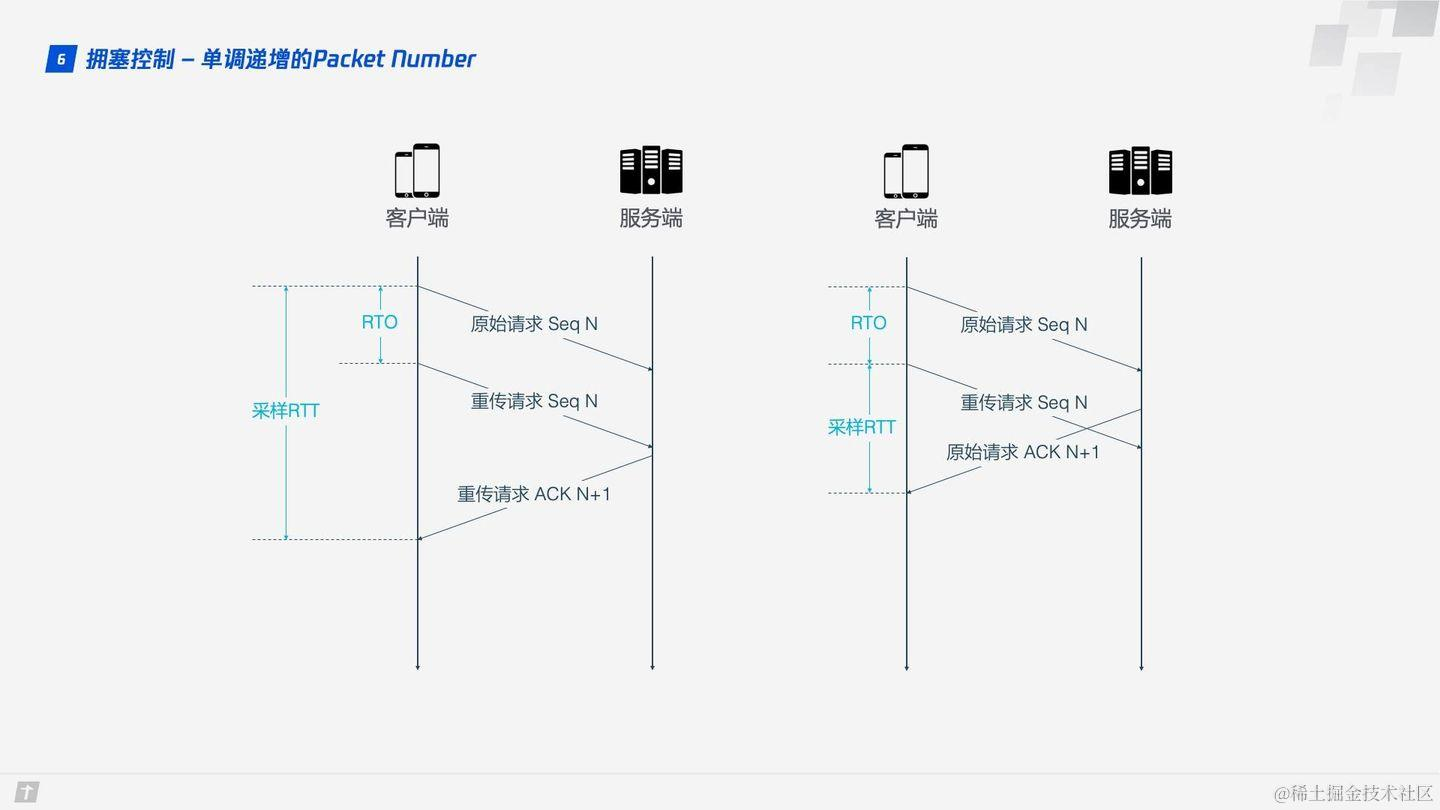 6 拥塞控制 – 单调递增的Packet Number
客户端
服务端
RTO
原始请求 Seq N
重传请求 Seq N
采样RTT
重传请求 ACK N+1
客户端
服务端
RTO
原始请求 Seq N
重传请求 Seq N
采样RTT
原始请求 ACK N+1
@稀土掘金技术社区